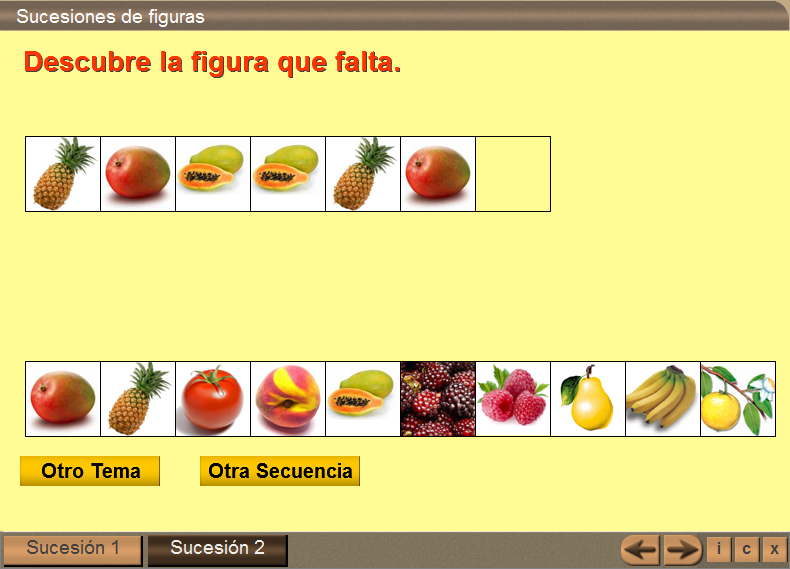 Sucesiones de figuras
Descubre la figura que falta.
Otro Tema
Otra Secuencia
Sucesión 1
Sucesión 2
i
c
x